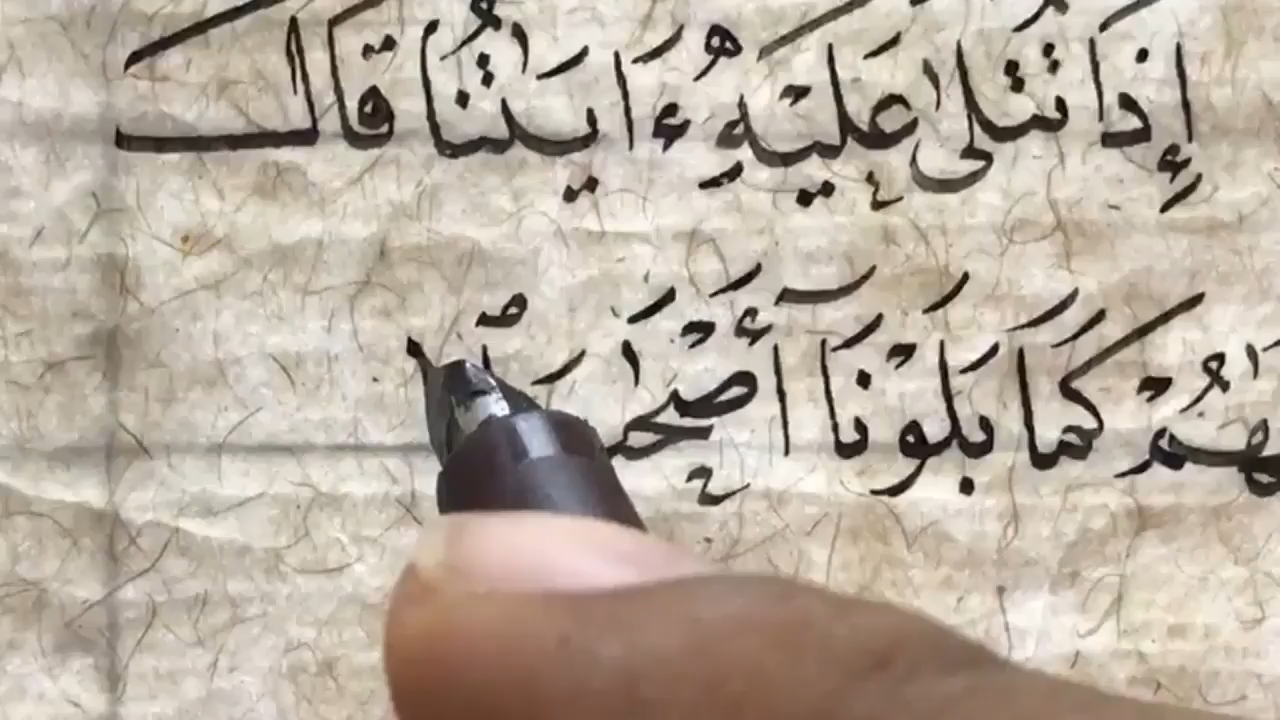 إِذَا تُتْلَىٰ عَلَيْهِ ءَايَٰتُنَا قَالَ
هُمْ كَمَا بَلَوْنَآ أَصْحَٰبَ